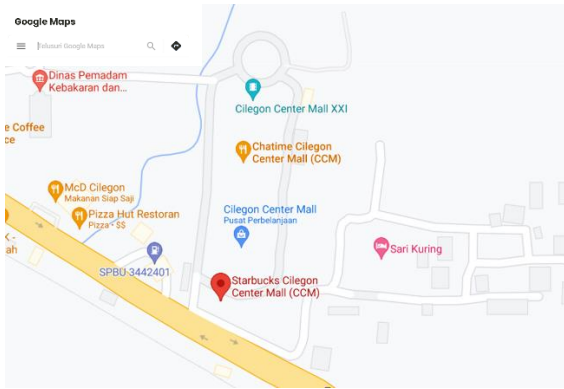 Google Maps
Telusuri Google Maps
Dinas Pemadam
Kebakaran dan...
Cilegon Center Mall XXI
e Coffee
ce
Chatime Cilegon
Center Mall (CCM)
McD Cilegon
Makanan Siap Saji
Pizza Hut Restoran
Pizza - $$
Cilegon Center Mall
Pusat Perbelanjaan
K -
ah
Sari Kuring
SPBU 3442401
Starbucks Cilegon
Center Mall (CCM)